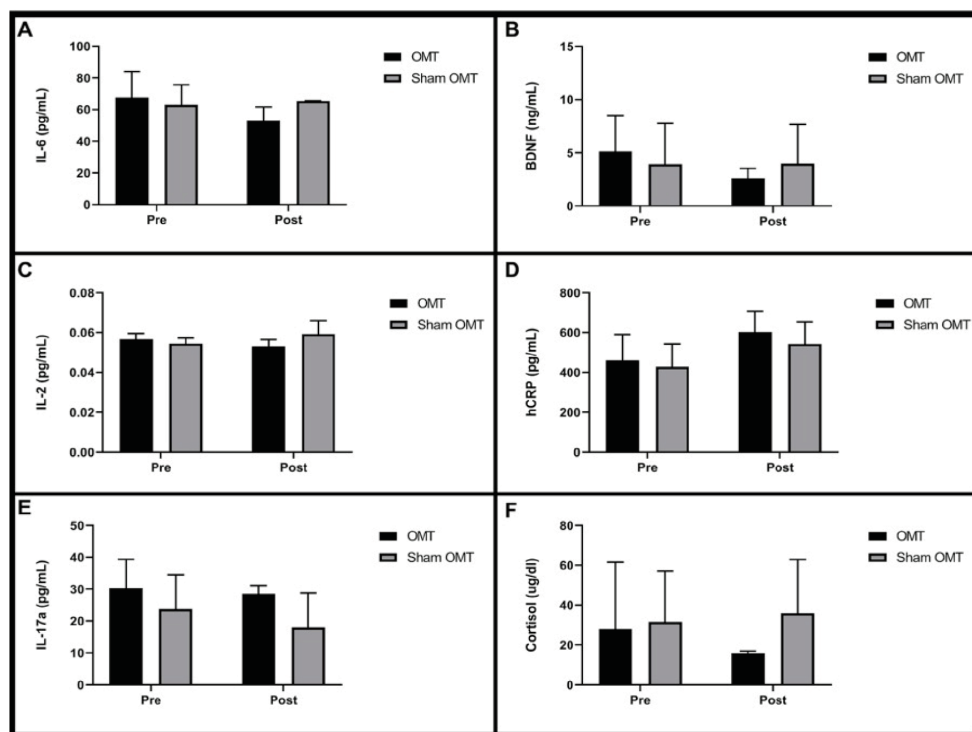 A
IL-6 (pg/mL)
100
80
60
40
20
0
Pre
Post
OMT
Sham OMT
B
BDNF (ng/mL)
15
10
5
0
Pre
Post
OMT
Sham OMT
C
IL-2 (pg/mL)
0.08
0.06
0.04
0.02
0.00
Pre
Post
OMT
Sham OMT
D
hCRP (pg/mL)
800
600
400
200
0
Pre
Post
OMT
Sham OMT
E
IL-17a (pg/mL)
50
40
30
20
10
0
Pre
Post
OMT
Sham OMT
F
Cortisol (ug/dl)
80
60
40
20
0
Pre
Post
OMT
Sham OMT